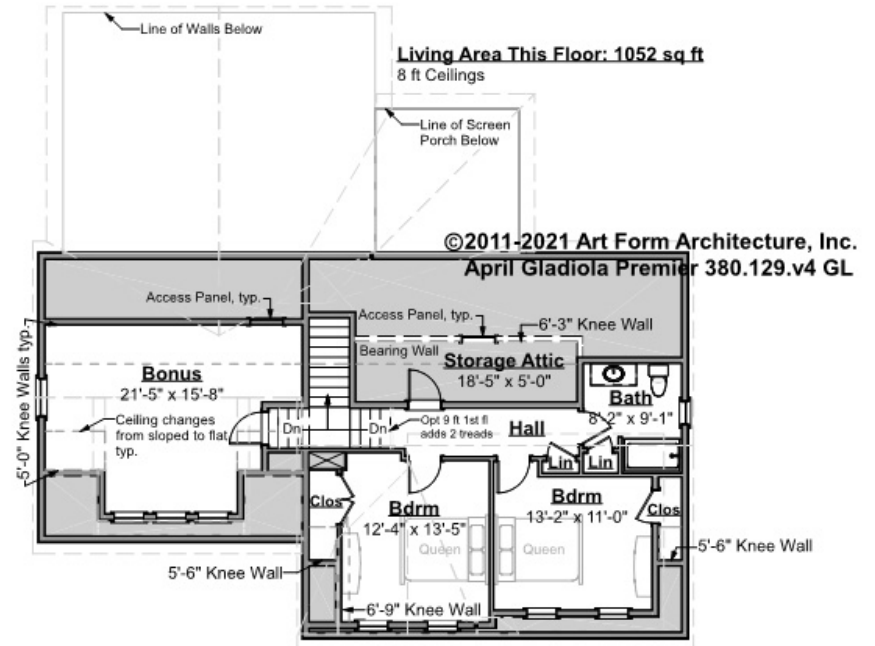 Line of Walls Below
Living Area This Floor: 1052 sq ft
8 ft Ceilings
Line of Screen
Porch Below
©2011-2021 Art Form Architecture, Inc.
April Gladiola Premier 380.129.v4 GL
Access Panel, typ.
Access Panel, typ.
6'-3" Knee Wall
Bearing Wall
Storage Attic
18'-5" x 5'-0"
5'-0" Knee Walls typ.
Bonus
21'-5" x 15'-8"
Ceiling changes
from sloped to flat
typ.
Dn
Dn
Opt 9 ft 1st fl
adds 2 treads
Hall
Bath
8'-2" x 9'-1"
Lin
Lin
Clos
Bdrm
12'-4" x 13'-5"
Queen
Bdrm
13'-2" x 11'-0"
Queen
Clos
5'-6" Knee Wall
5'-6" Knee Wall
6'-9" Knee Wall